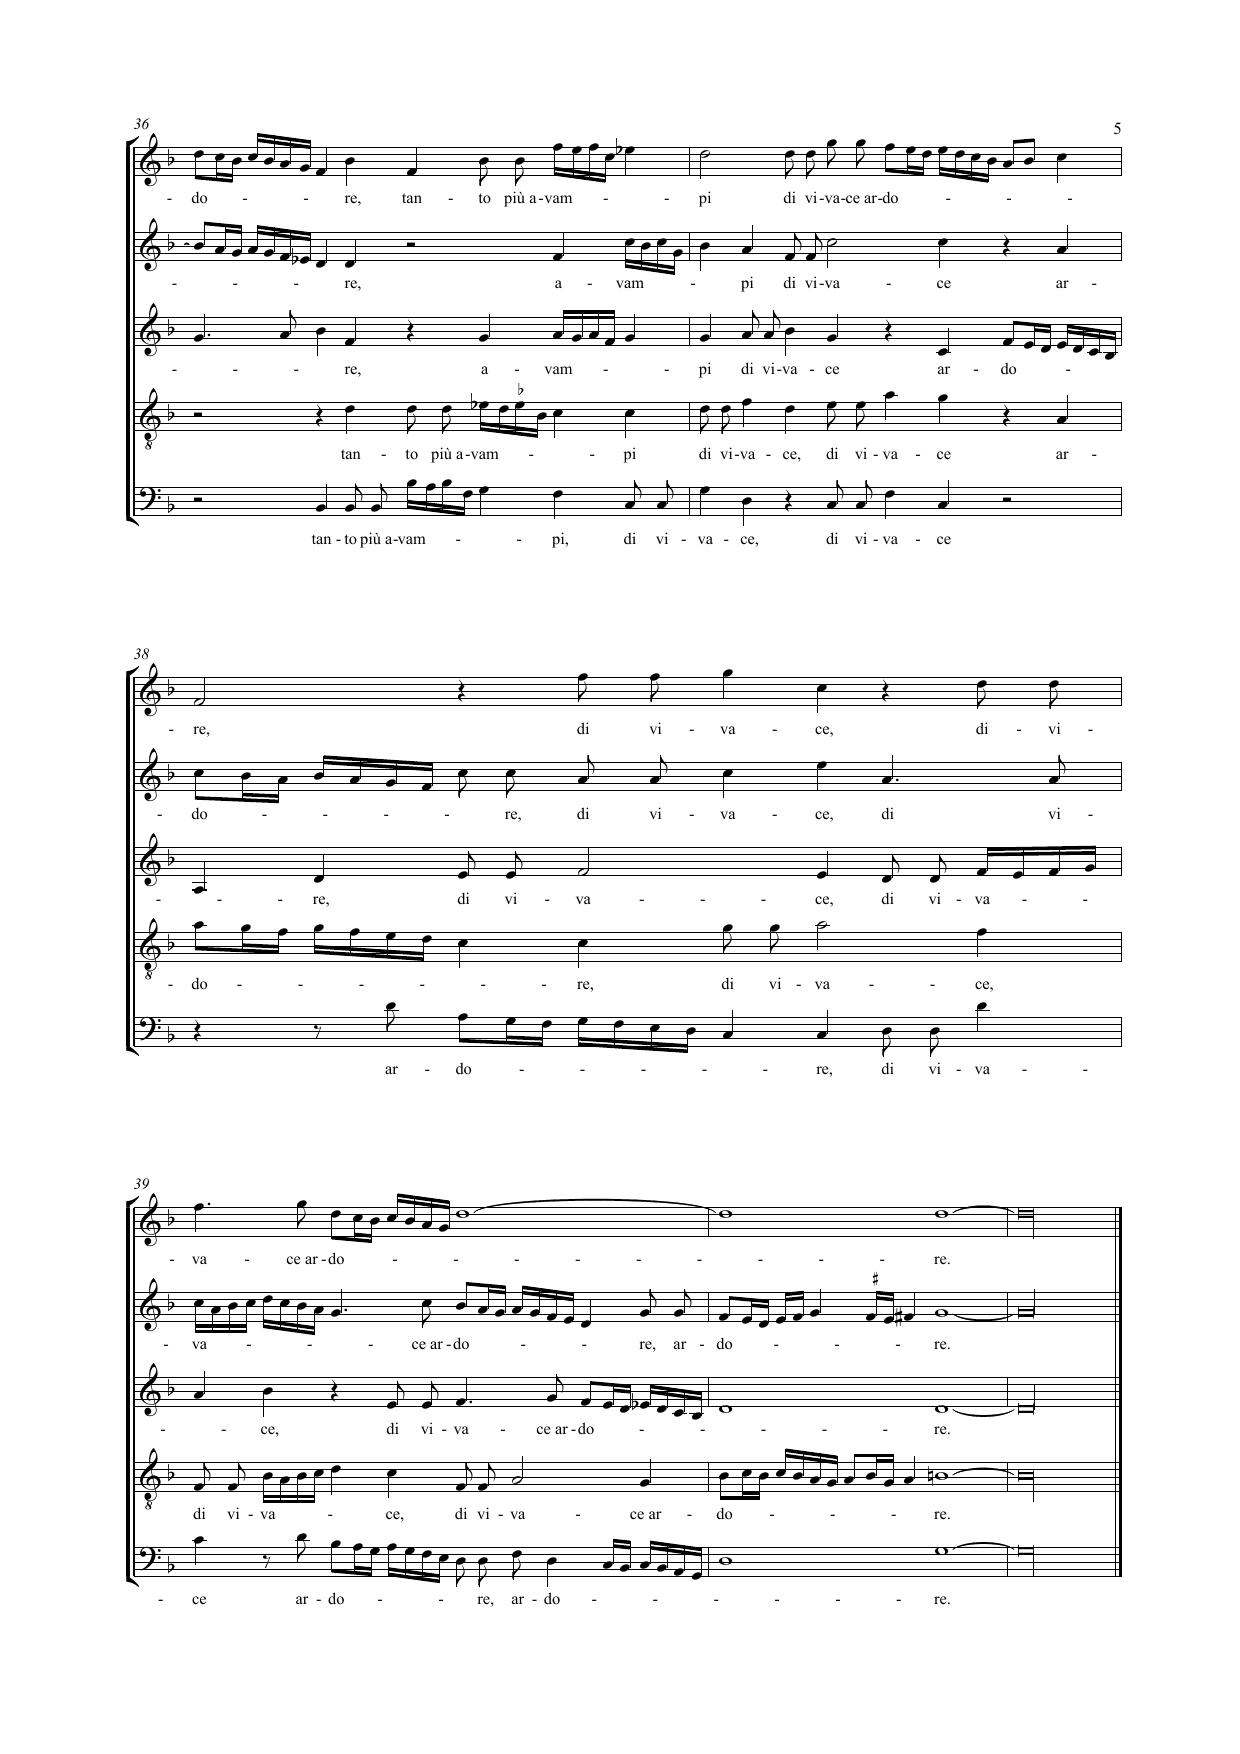 36
5
- do - - - re, tan - to più a-vam - - - pi di vi-va-ce ar-do - - - - -
- - - - re, a - vam - - pi di vi-va - ce ar -
- - - re, a - vam - - - pi di vi-va - ce ar - do - -
♭
8
tan - to più a-vam - - - pi di vi-va-ce, di vi-va - ce ar -
tan - to più a-vam - - - pi, di vi - va - ce, di vi-va - ce
38
- re, di vi - va - ce, di - vi -
- do - - - - re, di vi - va - ce, di vi -
- - - re, di vi - va - - - ce, di vi - va - - -
8
- do - - - - - - re, di vi - va - - ce,
ar - do - - - - - re, di vi - va - -
39
- va - ce ar-do - - - - - - - - - re.
♯
- va - - - - ce ar-do - - - re, ar - do - - - re.
- - ce, di vi - va - ce ar-do - - - - - - re.
8
di vi-va - - ce, di vi - va - ce ar - do - - - - re.
- ce ar-do - - - re, ar-do - - - - - - - re.